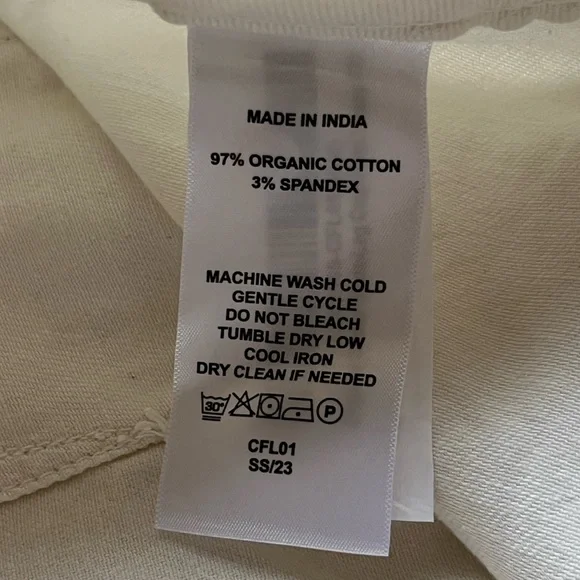 MADE IN INDIA
97% ORGANIC COTTON
3% SPANDEX
MACHINE WASH COLD
GENTLE CYCLE
DO NOT BLEACH
TUMBLE DRY LOW
COOL IRON
DRY CLEAN IF NEEDED
30° P
CFL01
SS/23